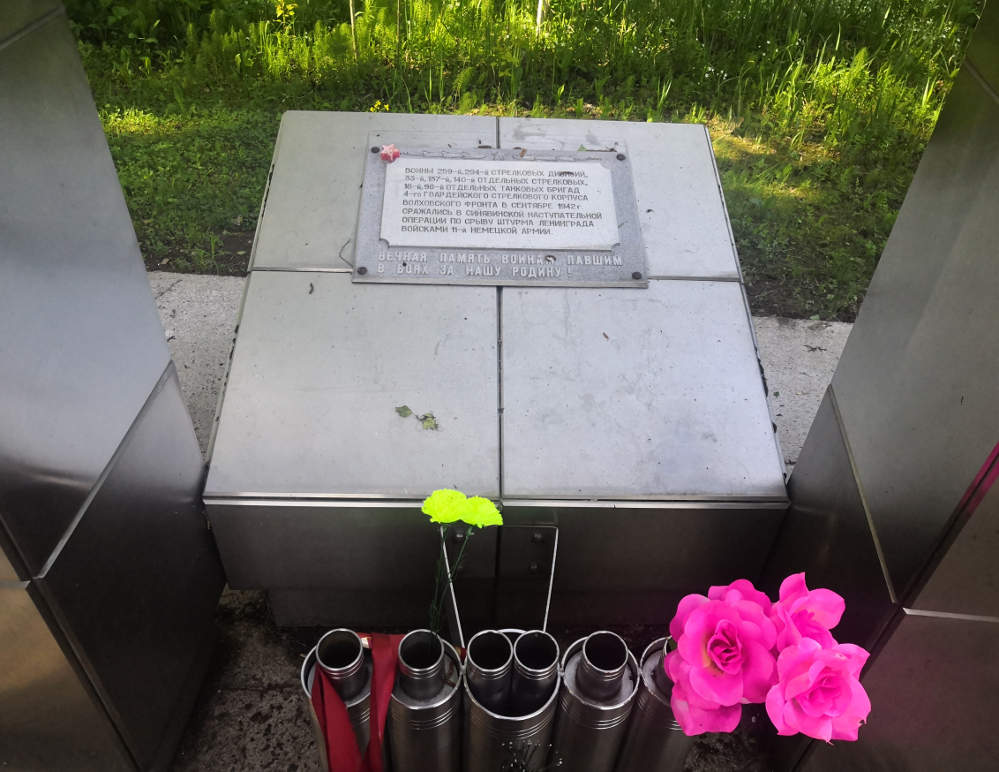 ВОИНЫ 259-й, 294-й СТРЕЛКОВЫХ ДИВИЗИЙ,
33-й, 137-й, 140-й ОТДЕЛЬНЫХ СТРЕЛКОВЫХ,
16-й, 98-й ОТДЕЛЬНЫХ ТАНКОВЫХ БРИГАД
4-го ГВАРДЕЙСКОГО СТРЕЛКОВОГО КОРПУСА
ВОЛХОВСКОГО ФРОНТА В СЕНТЯБРЕ 1942 г.
СРАЖАЛИСЬ В СИНЯВИНСКОЙ НАСТУПАТЕЛЬНОЙ
ОПЕРАЦИИ ПО СРЫВУ ШТУРМА ЛЕНИНГРАДА
ВОЙСКАМИ 11-й НЕМЕЦКОЙ АРМИИ.
ВЕЧНАЯ ПАМЯТЬ ВОИНАМ ПАВШИМ
В БОЯХ ЗА НАШУ РОДИНУ!